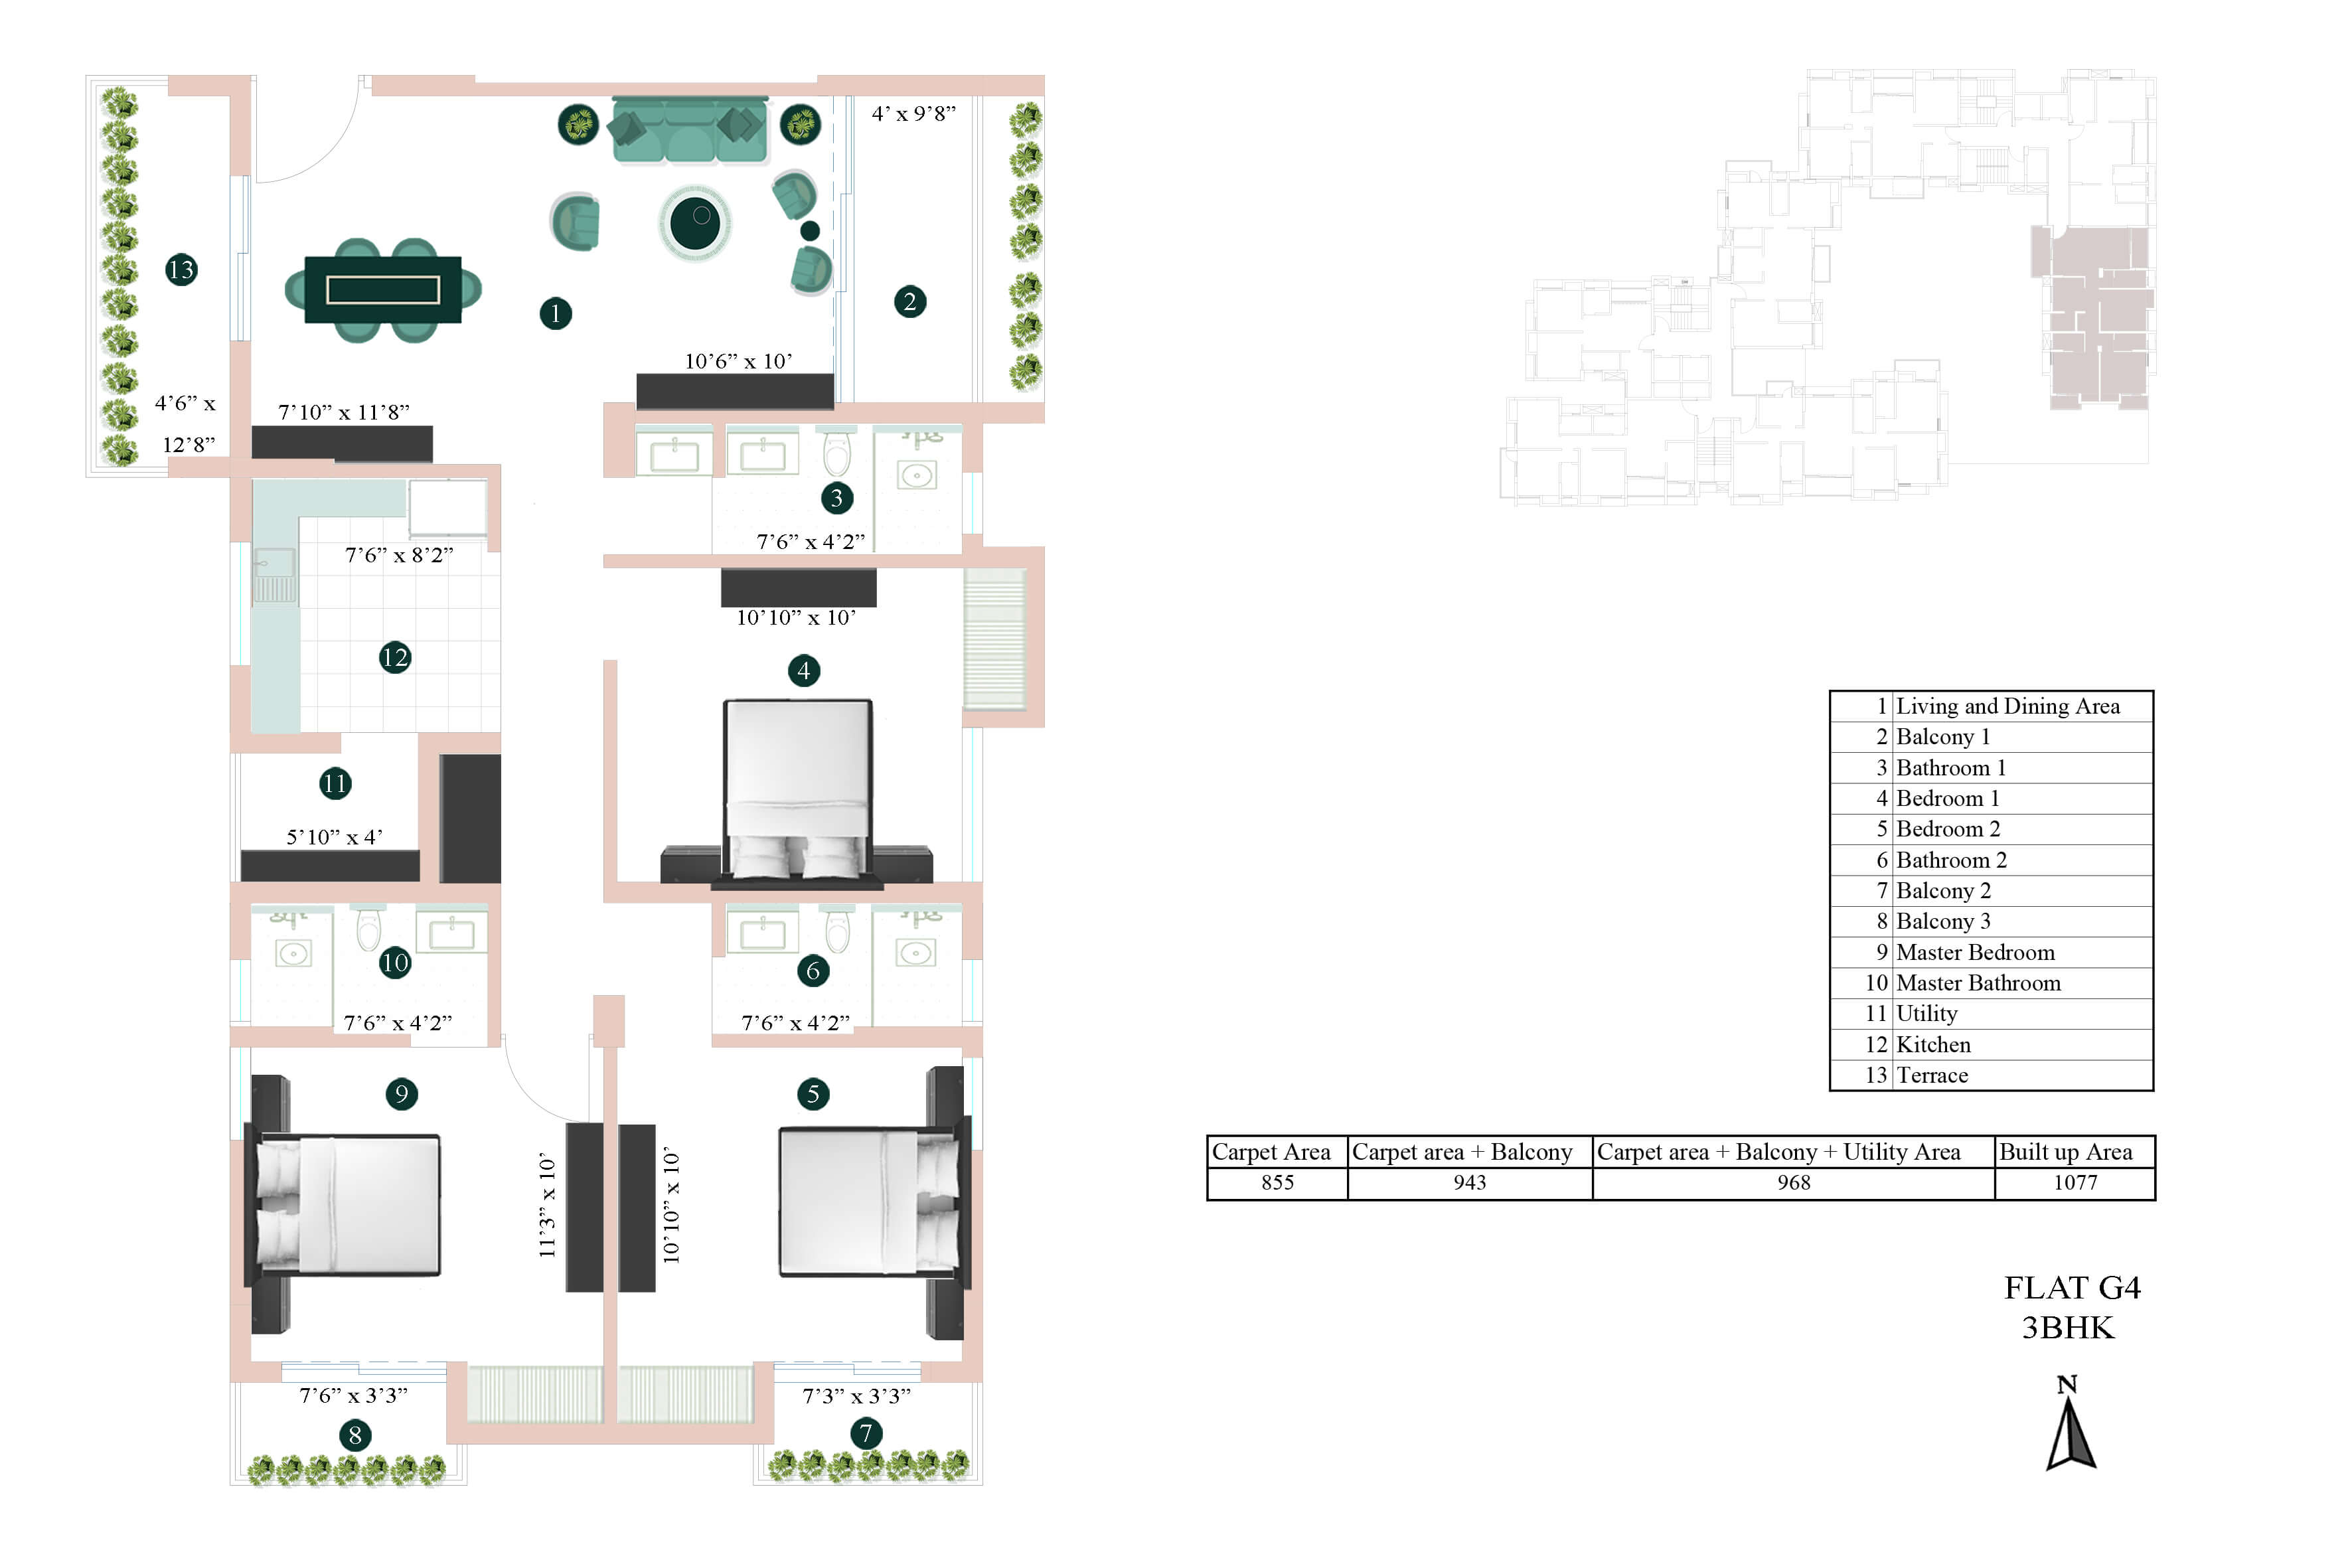 4’ x 9’8”
13
1
2
10’6” x 10’
4’6” x
12’8”
7’10” x 11’8”
3
7’6” x 4’2”
7’6” x 8’2”
12
10’10” x 10’
4
11
5’10” x 4’
10
7’6” x 4’2”
6
7’6” x 4’2”
9
5
11’3” x 10’
10’10” x 10’
7’6” x 3’3”
8
7’3” x 3’3”
7
1 Living and Dining Area
2 Balcony 1
3 Bathroom 1
4 Bedroom 1
5 Bedroom 2
6 Bathroom 2
7 Balcony 2
8 Balcony 3
9 Master Bedroom
10 Master Bathroom
11 Utility
12 Kitchen
13 Terrace
Carpet Area Carpet area + Balcony Carpet area + Balcony + Utility Area Built up Area
855 943 968 1077
FLAT G4
3BHK
N